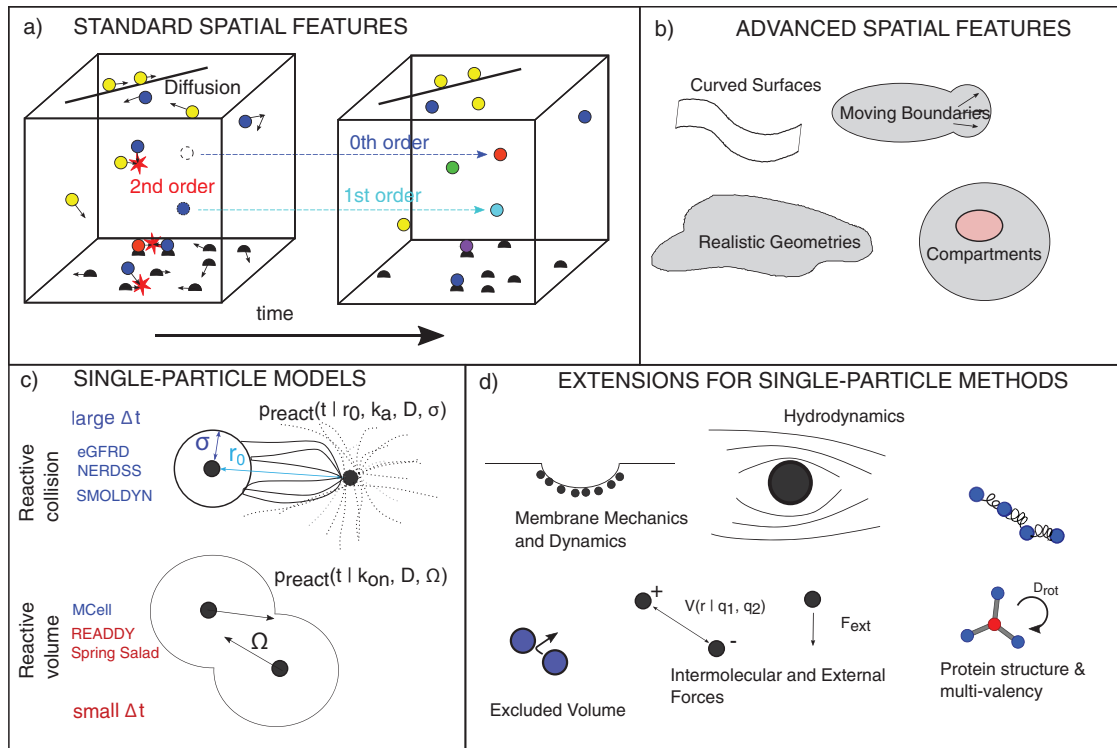 a) STANDARD SPATIAL FEATURES
Diffusion
0th order
2nd order
1st order
time
b) ADVANCED SPATIAL FEATURES
Curved Surfaces
Moving Boundaries
Realistic Geometries
Compartments
c) SINGLE-PARTICLE MODELS
large Δt
preact(t | r0, ka, D, σ)
Reactive
collision
eGFRD
NERDSS
SMOLDYN
σ
r0
preact(t | kon, D, Ω)
Reactive
volume
MCell
READDY
Spring Salad
Ω
small Δt
d) EXTENSIONS FOR SINGLE-PARTICLE METHODS
Hydrodynamics
Membrane Mechanics
and Dynamics
+
V(r | q1, q2)
-
Fext
Drot
Excluded Volume
Intermolecular and External
Forces
Protein structure &
multi-valency